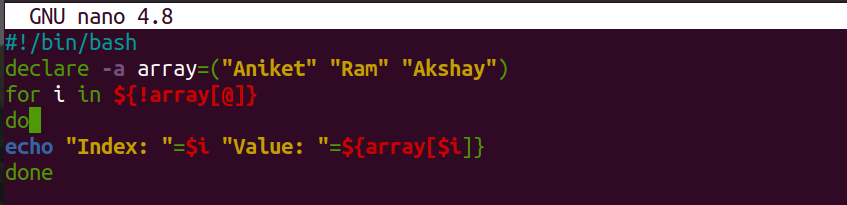 GNU nano 4.8
#!/bin/bash
declare -a array=("Aniket" "Ram" "Akshay")
for i in ${!array[@]}
do
echo "Index: "=$i "Value: "=${array[$i]}
done